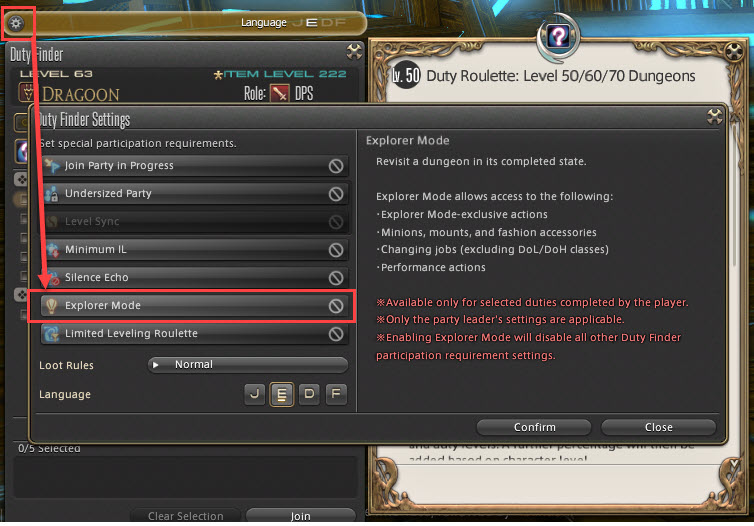 Language J E D F
Duty Finder
LEVEL 63
ITEM LEVEL 222
DRAGOON
Role: DPS
Lv. 50 Duty Roulette: Level 50/60/70 Dungeons
Duty Finder Settings
Set special participation requirements.
Join Party in Progress
Undersized Party
Level Sync
Minimum IL
Silence Echo
Explorer Mode
Limited Leveling Roulette
Loot Rules
Normal
Language
J E D F
Explorer Mode
Revisit a dungeon in its completed state.
Explorer Mode allows access to the following:
・Explorer Mode-exclusive actions
・Minions, mounts, and fashion accessories
・Changing jobs (excluding DoL/DoH classes)
・Performance actions
※Available only for selected duties completed by the player.
※Only the party leader's settings are applicable.
※Enabling Explorer Mode will disable all other Duty Finder
participation requirement settings.
Confirm
Close
and duty levels. A further percentage will then be
added based on character level.
0/5 Selected
Clear Selection
Join